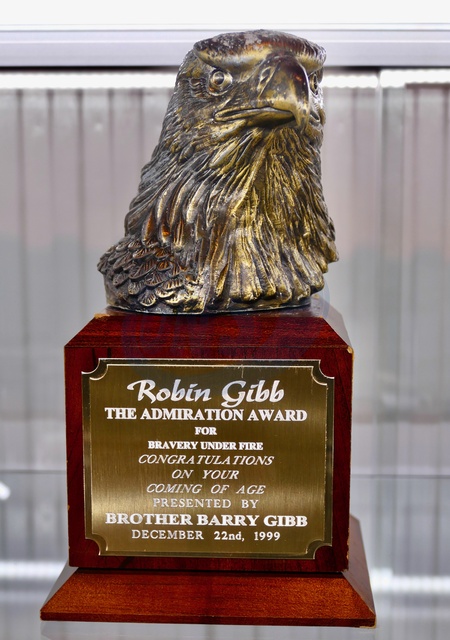 Robin Gibb
THE ADMIRATION AWARD
FOR
BRAVERY UNDER FIRE
CONGRATULATIONS
ON YOUR
COMING OF AGE
PRESENTED BY
BROTHER BARRY GIBB
DECEMBER 22nd, 1999